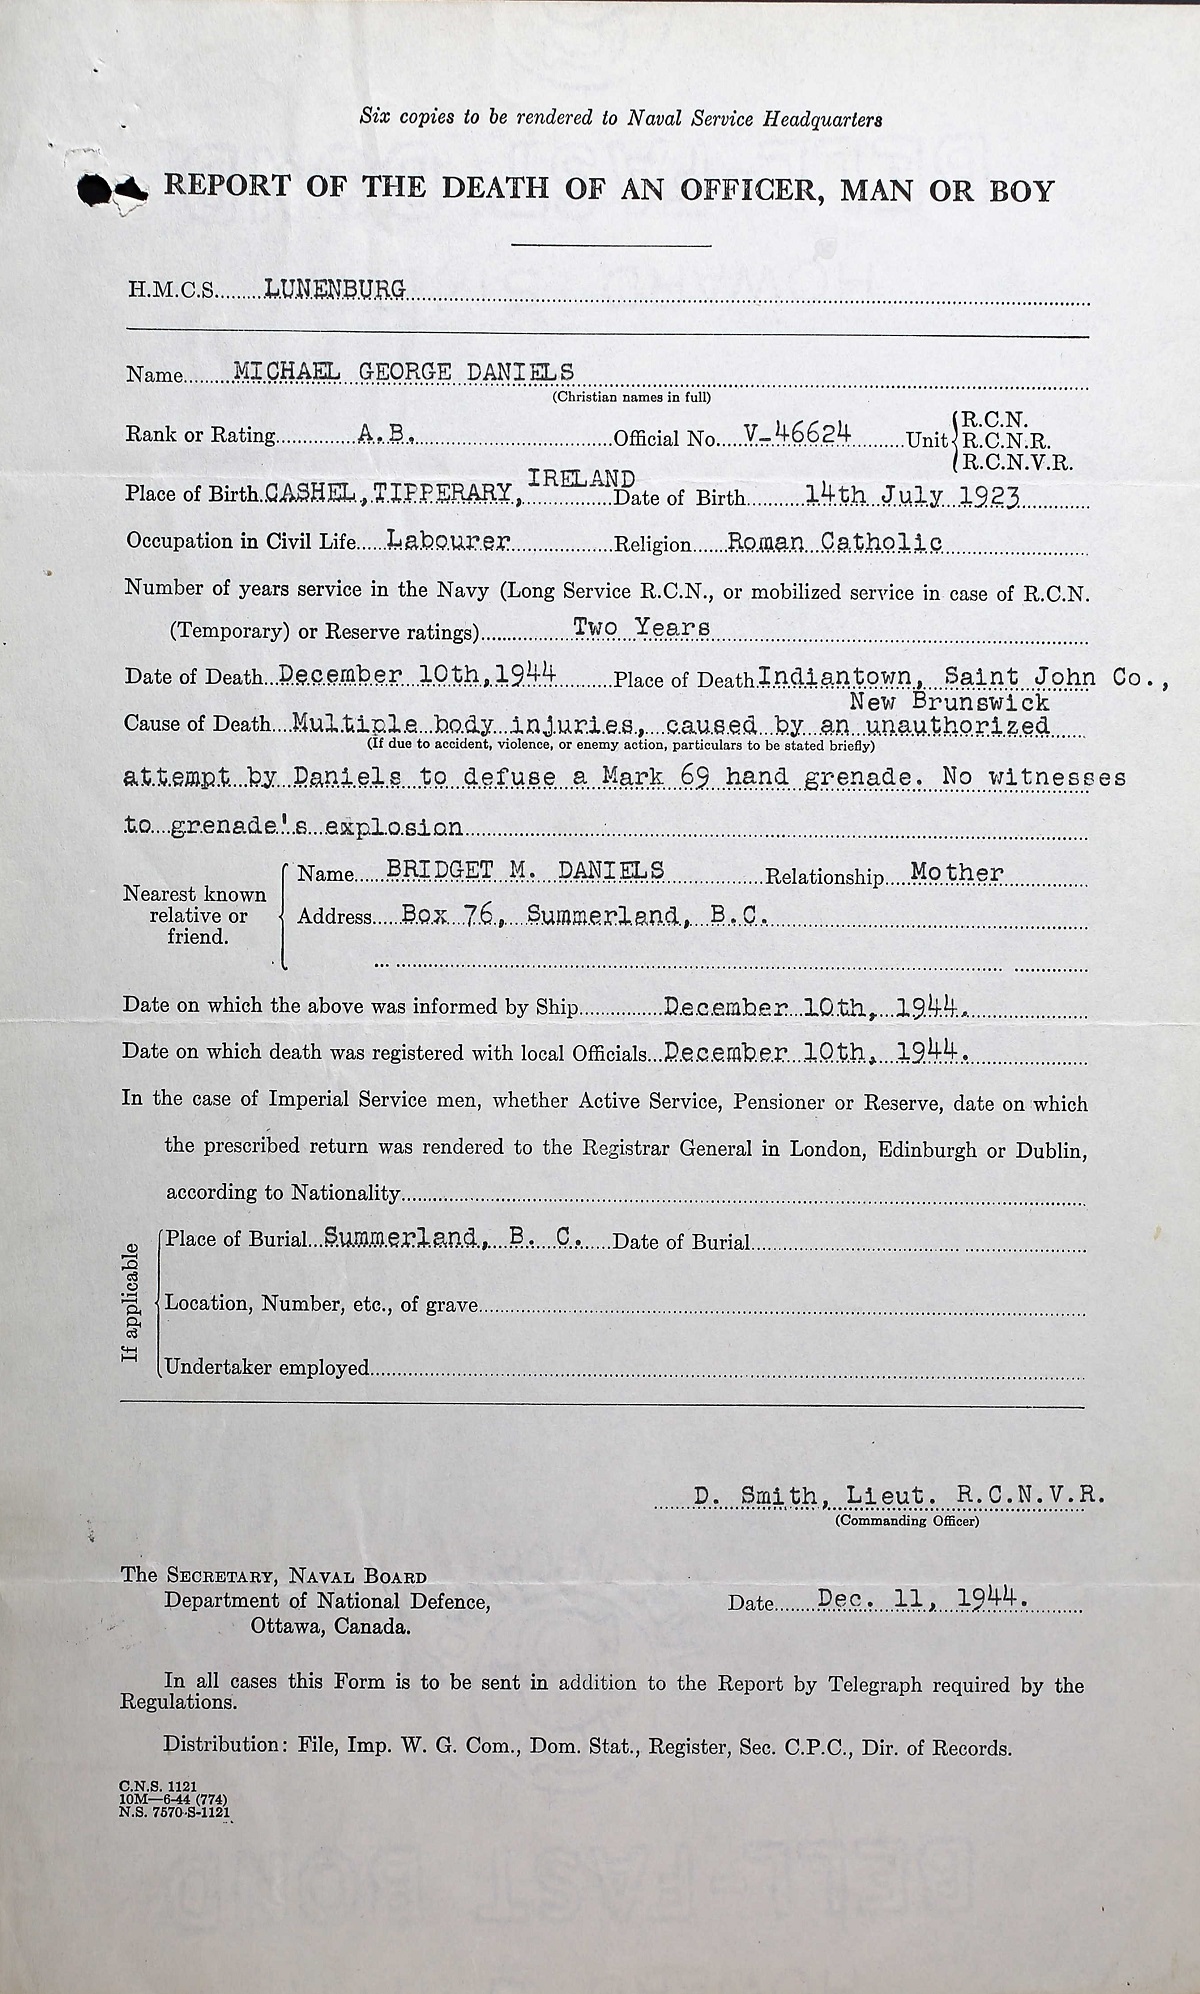 Six copies to be rendered to Naval Service Headquarters
REPORT OF THE DEATH OF AN OFFICER, MAN OR BOY
H.M.C.S. LUNENBURG
Name MICHAEL GEORGE DANIELS
(Christian names in full)
Rank or Rating A.B. Official No. V-46624 Unit { R.C.N. R.C.N.R. R.C.N.V.R.
Place of Birth CASHEL, TIPPERARY, IRELAND Date of Birth 14th July 1923
Occupation in Civil Life Labourer Religion Roman Catholic
Number of years service in the Navy (Long Service R.C.N., or mobilized service in case of R.C.N.
(Temporary) or Reserve ratings) Two Years
Date of Death December 10th, 1944 Place of Death Indiantown, Saint John Co.,
New Brunswick
Cause of Death Multiple body injuries, caused by an unauthorized
(If due to accident, violence, or enemy action, particulars to be stated briefly)
attempt by Daniels to defuse a Mark 69 hand grenade. No witnesses
to grenade's explosion
Nearest known relative or friend. { Name BRIDGET M. DANIELS Relationship Mother
Address Box 76, Summerland, B.C.
Date on which the above was informed by Ship December 10th, 1944.
Date on which death was registered with local Officials December 10th, 1944.
In the case of Imperial Service men, whether Active Service, Pensioner or Reserve, date on which
the prescribed return was rendered to the Registrar General in London, Edinburgh or Dublin,
according to Nationality
If applicable { Place of Burial Summerland, B. C. Date of Burial
Location, Number, etc., of grave
Undertaker employed
D. Smith, Lieut. R.C.N.V.R.
(Commanding Officer)
The SECRETARY, NAVAL BOARD
Department of National Defence, Date Dec. 11, 1944.
Ottawa, Canada.
In all cases this Form is to be sent in addition to the Report by Telegraph required by the
Regulations.
Distribution: File, Imp. W. G. Com., Dom. Stat., Register, Sec. C.P.C., Dir. of Records.
C.N.S. 1121
10M—6-44 (774)
N.S. 7570-S-1121